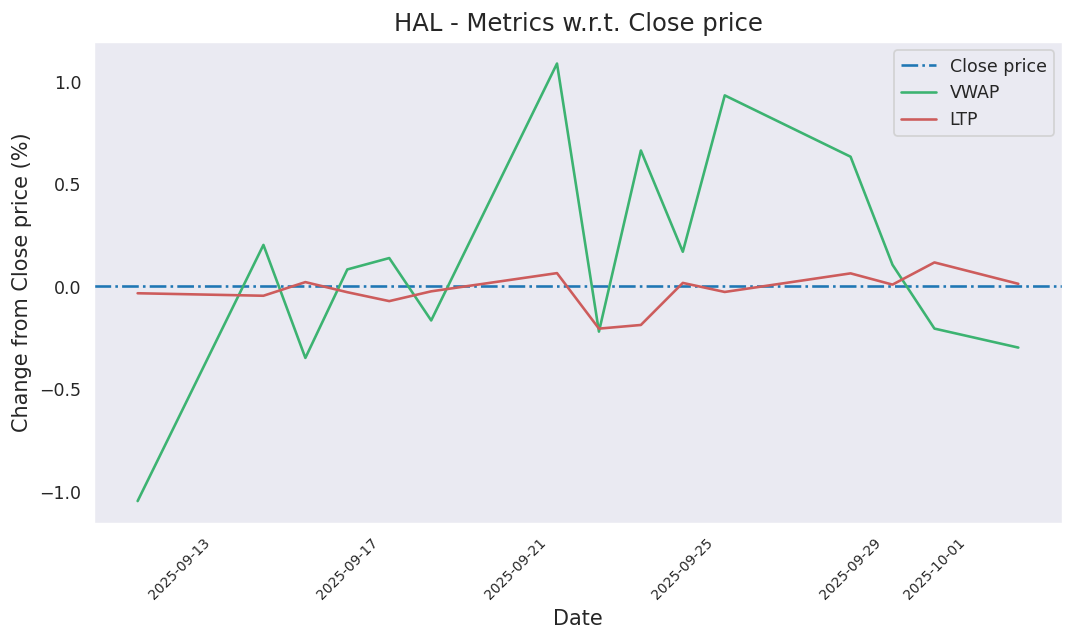 HAL - Metrics w.r.t. Close price
Close price
VWAP
LTP
Change from Close price (%)
1.0
0.5
0.0
−0.5
−1.0
2025-09-13
2025-09-17
2025-09-21
2025-09-25
2025-09-29
2025-10-01
Date